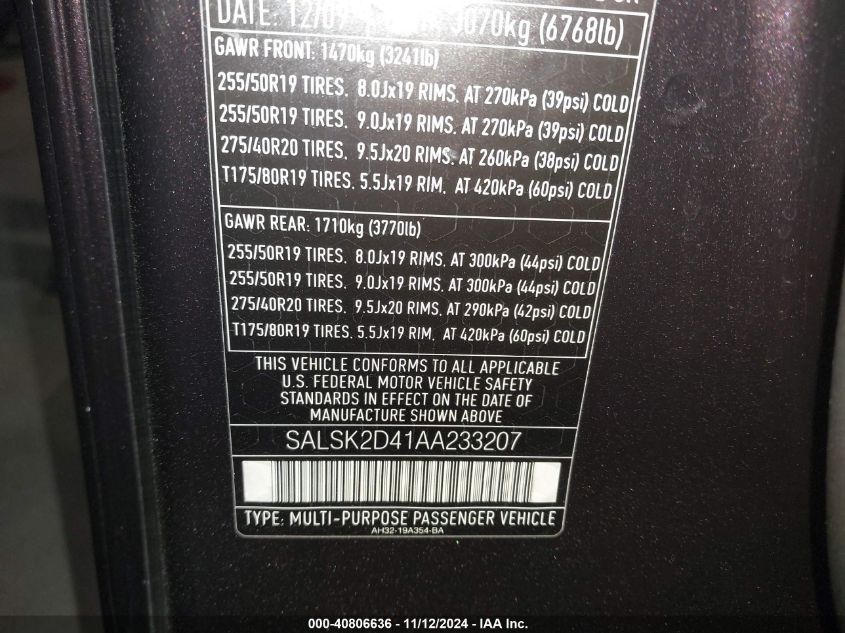 DATE: 12/09 3070kg (6768lb)
GAWR FRONT: 1470kg (3241lb)
255/50R19 TIRES. 8.0Jx19 RIMS. AT 270kPa (39psi) COLD
255/50R19 TIRES. 9.0Jx19 RIMS. AT 270kPa (39psi) COLD
275/40R20 TIRES. 9.5Jx20 RIMS. AT 260kPa (38psi) COLD
T175/80R19 TIRES. 5.5Jx19 RIM. AT 420kPa (60psi) COLD
GAWR REAR: 1710kg (3770lb)
255/50R19 TIRES. 8.0Jx19 RIMS. AT 300kPa (44psi) COLD
255/50R19 TIRES. 9.0Jx19 RIMS. AT 300kPa (44psi) COLD
275/40R20 TIRES. 9.5Jx20 RIMS. AT 290kPa (42psi) COLD
T175/80R19 TIRES. 5.5Jx19 RIM. AT 420kPa (60psi) COLD
THIS VEHICLE CONFORMS TO ALL APPLICABLE
U.S. FEDERAL MOTOR VEHICLE SAFETY
STANDARDS IN EFFECT ON THE DATE OF
MANUFACTURE SHOWN ABOVE
SALSK2D41AA233207
TYPE: MULTI-PURPOSE PASSENGER VEHICLE
AH32-19A354-BA
000-40806636 - 11/12/2024 - IAA Inc.